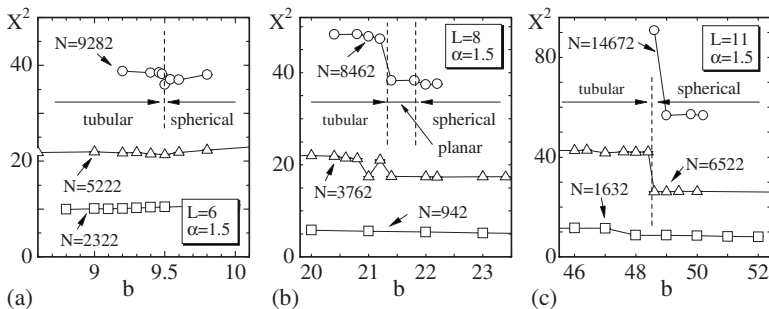 X²
N=9282
40
tubular
spherical
20
N=5222
N=2322
L=6
α=1.5
0
9
9.5
10
(a)
b
X²
N=8462
L=8
α=1.5
40
tubular
spherical
planar
20
N=3762
N=942
0
20
21
22
23
(b)
b
X²
N=14672
L=11
α=1.5
80
tubular
spherical
40
N=6522
N=1632
0
46
48
50
52
(c)
b